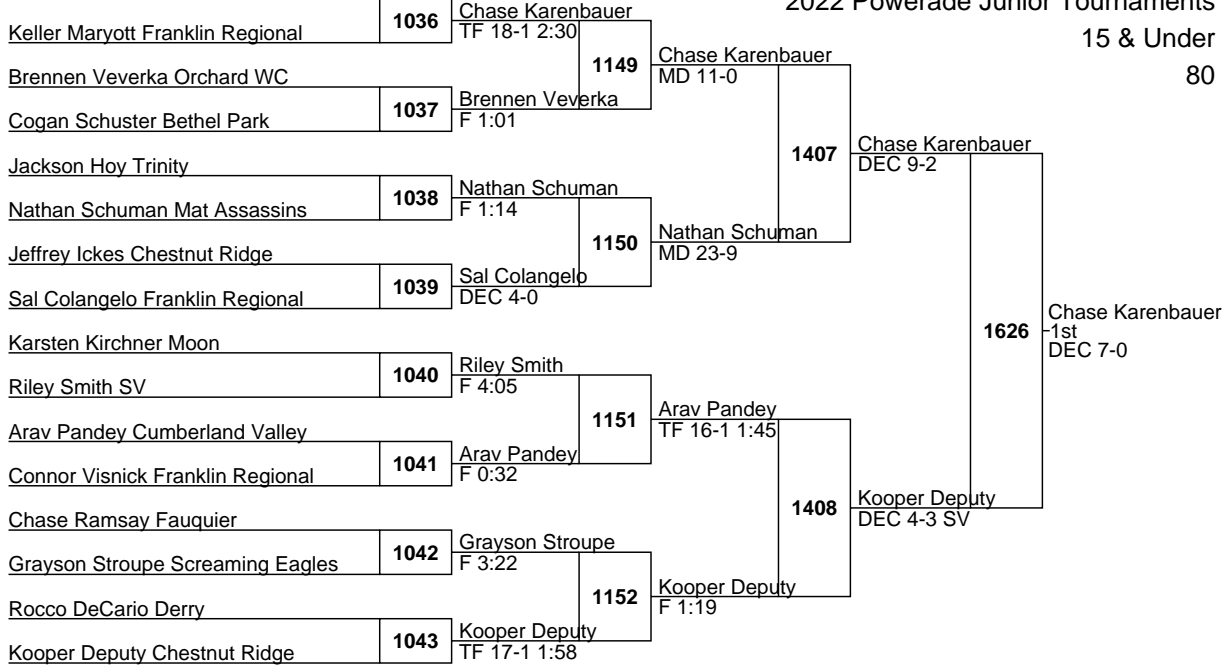 2022 Powerade Junior Tournaments
15 & Under
80
Keller Maryott Franklin Regional
Brennen Veverka Orchard WC
Cogan Schuster Bethel Park
Jackson Hoy Trinity
Nathan Schuman Mat Assassins
Jeffrey Ickes Chestnut Ridge
Sal Colangelo Franklin Regional
Karsten Kirchner Moon
Riley Smith SV
Arav Pandey Cumberland Valley
Connor Visnick Franklin Regional
Chase Ramsay Fauquier
Grayson Stroupe Screaming Eagles
Rocco DeCario Derry
Kooper Deputy Chestnut Ridge
1036
1037
1038
1039
1040
1041
1042
1043
Chase Karenbauer
TF 18-1 2:30
Brennen Veverka
F 1:01
Nathan Schuman
F 1:14
Sal Colangelo
DEC 4-0
Riley Smith
F 4:05
Arav Pandey
F 0:32
Grayson Stroupe
F 3:22
Kooper Deputy
TF 17-1 1:58
1149
1150
1151
1152
Chase Karenbauer
MD 11-0
Nathan Schuman
MD 23-9
Arav Pandey
TF 16-1 1:45
Kooper Deputy
F 1:19
1407
1408
Chase Karenbauer
DEC 9-2
Kooper Deputy
DEC 4-3 SV
1626
Chase Karenbauer
1st
DEC 7-0